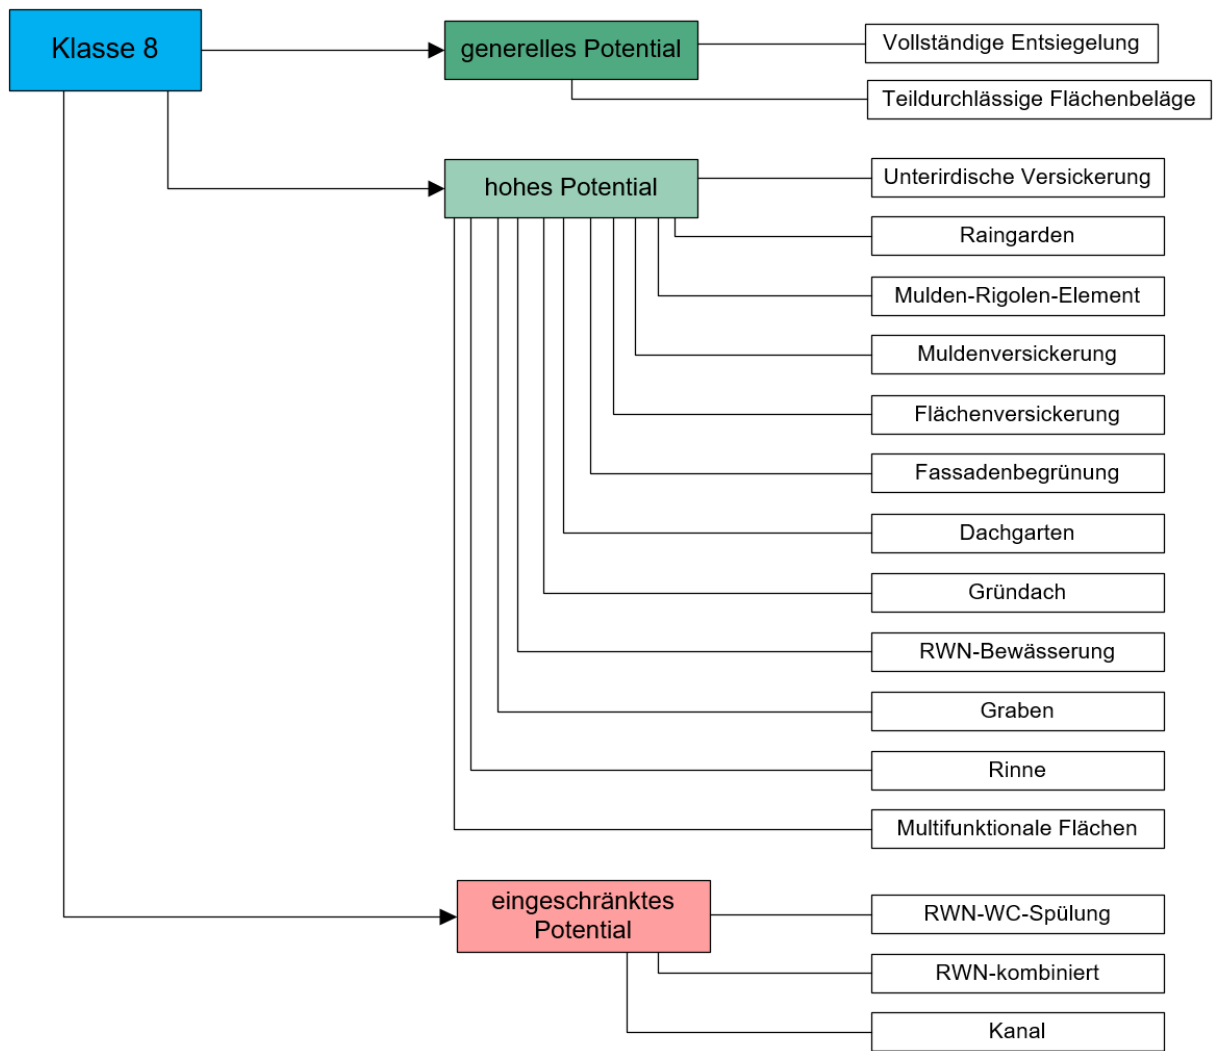 Klasse 8
generelles Potential
Vollständige Entsiegelung
Teildurchlässige Flächenbeläge
hohes Potential
Unterirdische Versickerung
Raingarden
Mulden-Rigolen-Element
Muldenversickerung
Flächenversickerung
Fassadenbegrünung
Dachgarten
Gründach
RWN-Bewässerung
Graben
Rinne
Multifunktionale Flächen
eingeschränktes
Potential
RWN-WC-Spülung
RWN-kombiniert
Kanal